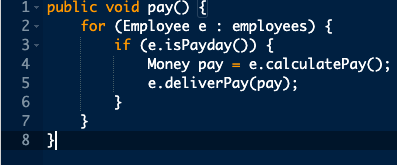 1 public void pay() {
2     for (Employee e : employees) {
3         if (e.isPayday()) {
4             Money pay = e.calculatePay();
5             e.deliverPay(pay);
6         }
7     }
8 }